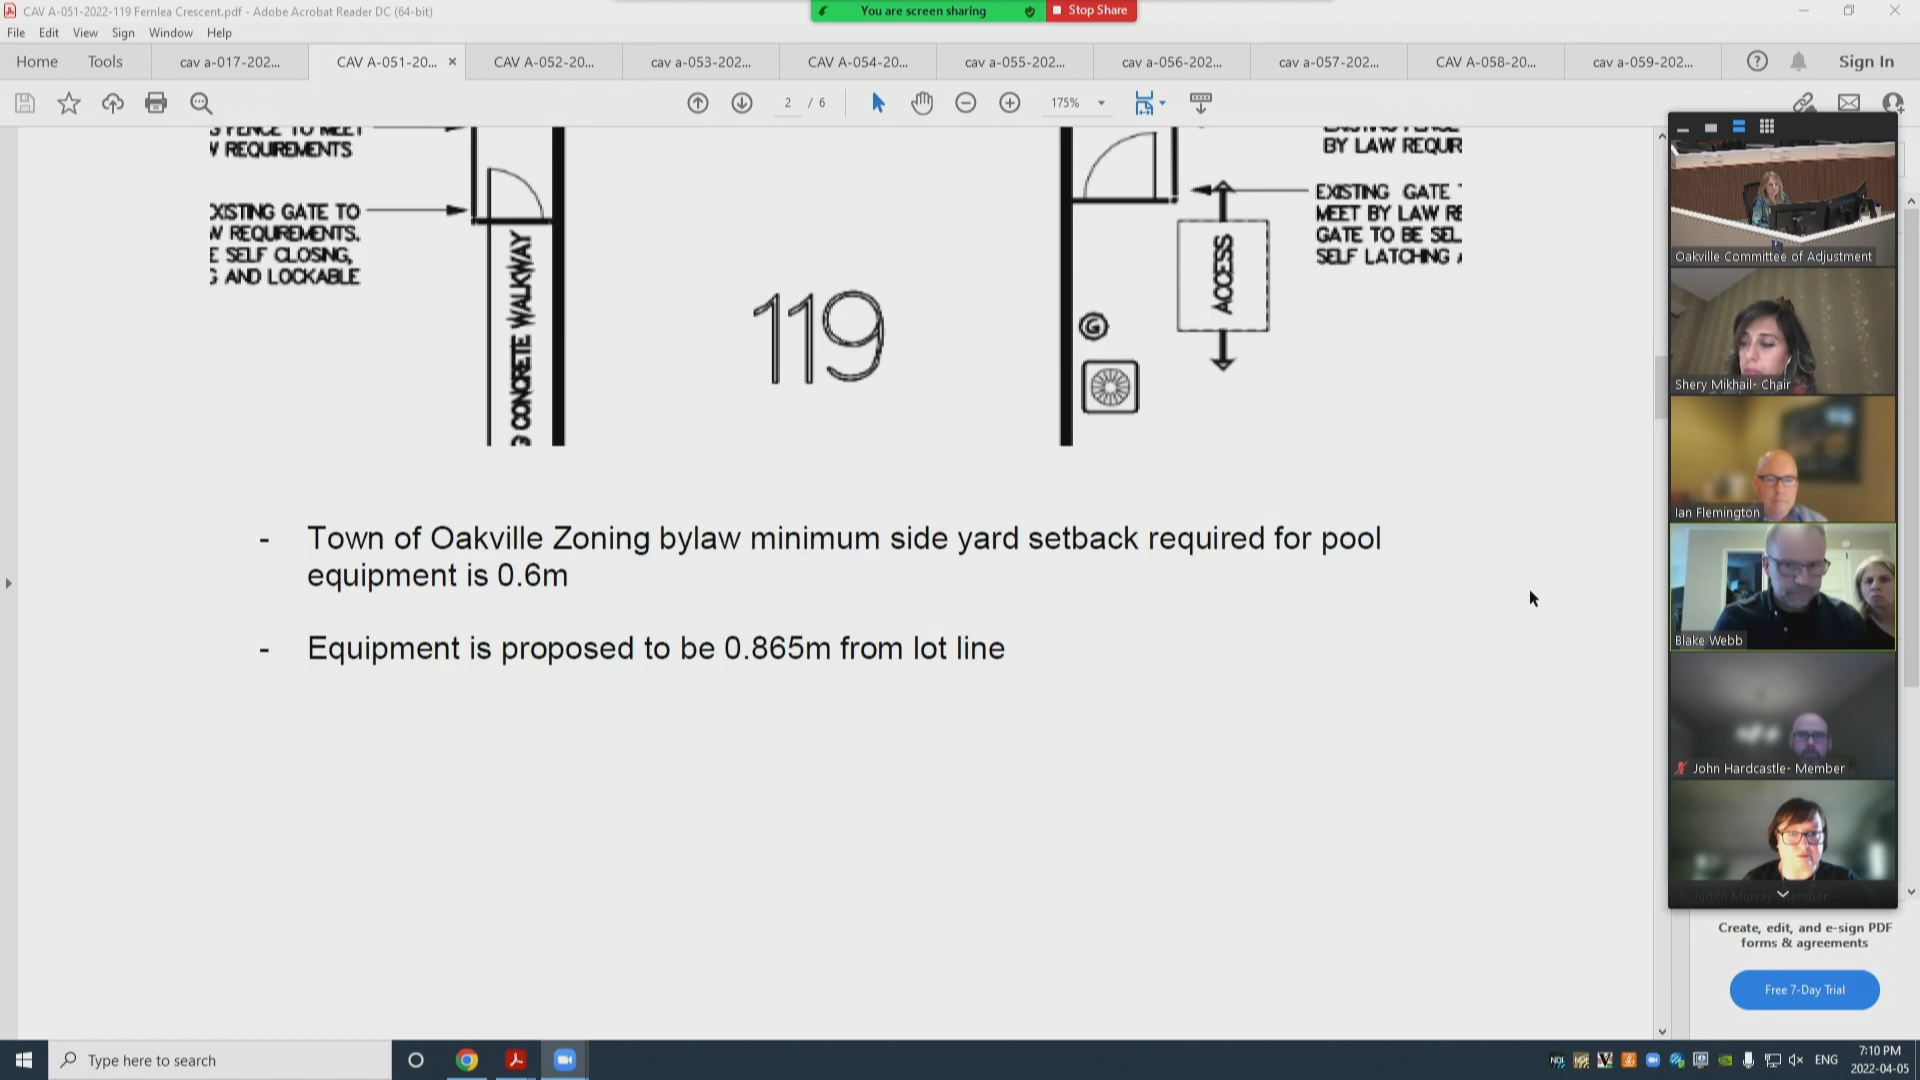 CAV A-051-2022-119 Fernlea Crescent.pdf - Adobe Acrobat Reader DC (64-bit)
You are screen sharing
Stop Share
File Edit View Sign Window Help
Home Tools cav a-017-202... CAV A-051-20... × CAV A-052-20... cav a-053-202... CAV A-054-20... cav a-055-202... cav a-056-202... cav a-057-202... CAV A-058-20... cav a-059-202... Sign In
2 / 6 175%
G FENCE TO MEET
W REQUIREMENTS
XISTING GATE TO
W REQUIREMENTS.
E SELF CLOSING,
G AND LOCKABLE
G CONCRETE WALKWAY
119
G
ACCESS
BY LAW REQUIR
EXISTING GATE
MEET BY LAW RE
GATE TO BE SEL
SELF LATCHING
- Town of Oakville Zoning bylaw minimum side yard setback required for pool
equipment is 0.6m
- Equipment is proposed to be 0.865m from lot line
Oakville Committee of Adjustment
Shery Mikhail- Chair
Ian Flemington
Blake Webb
John Hardcastle- Member
Judith Murray- Member
Create, edit, and e-sign PDF
forms & agreements
Free 7-Day Trial
Type here to search
ENG
7:10 PM
2022-04-05